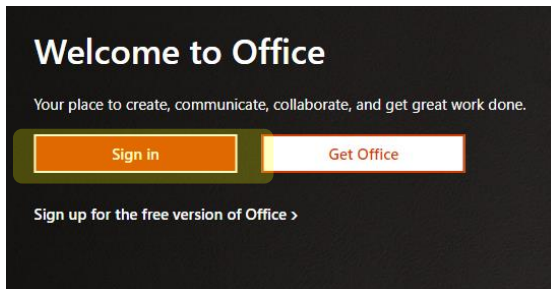 Welcome to Office
Your place to create, communicate, collaborate, and get great work done.
Sign in
Get Office
Sign up for the free version of Office >